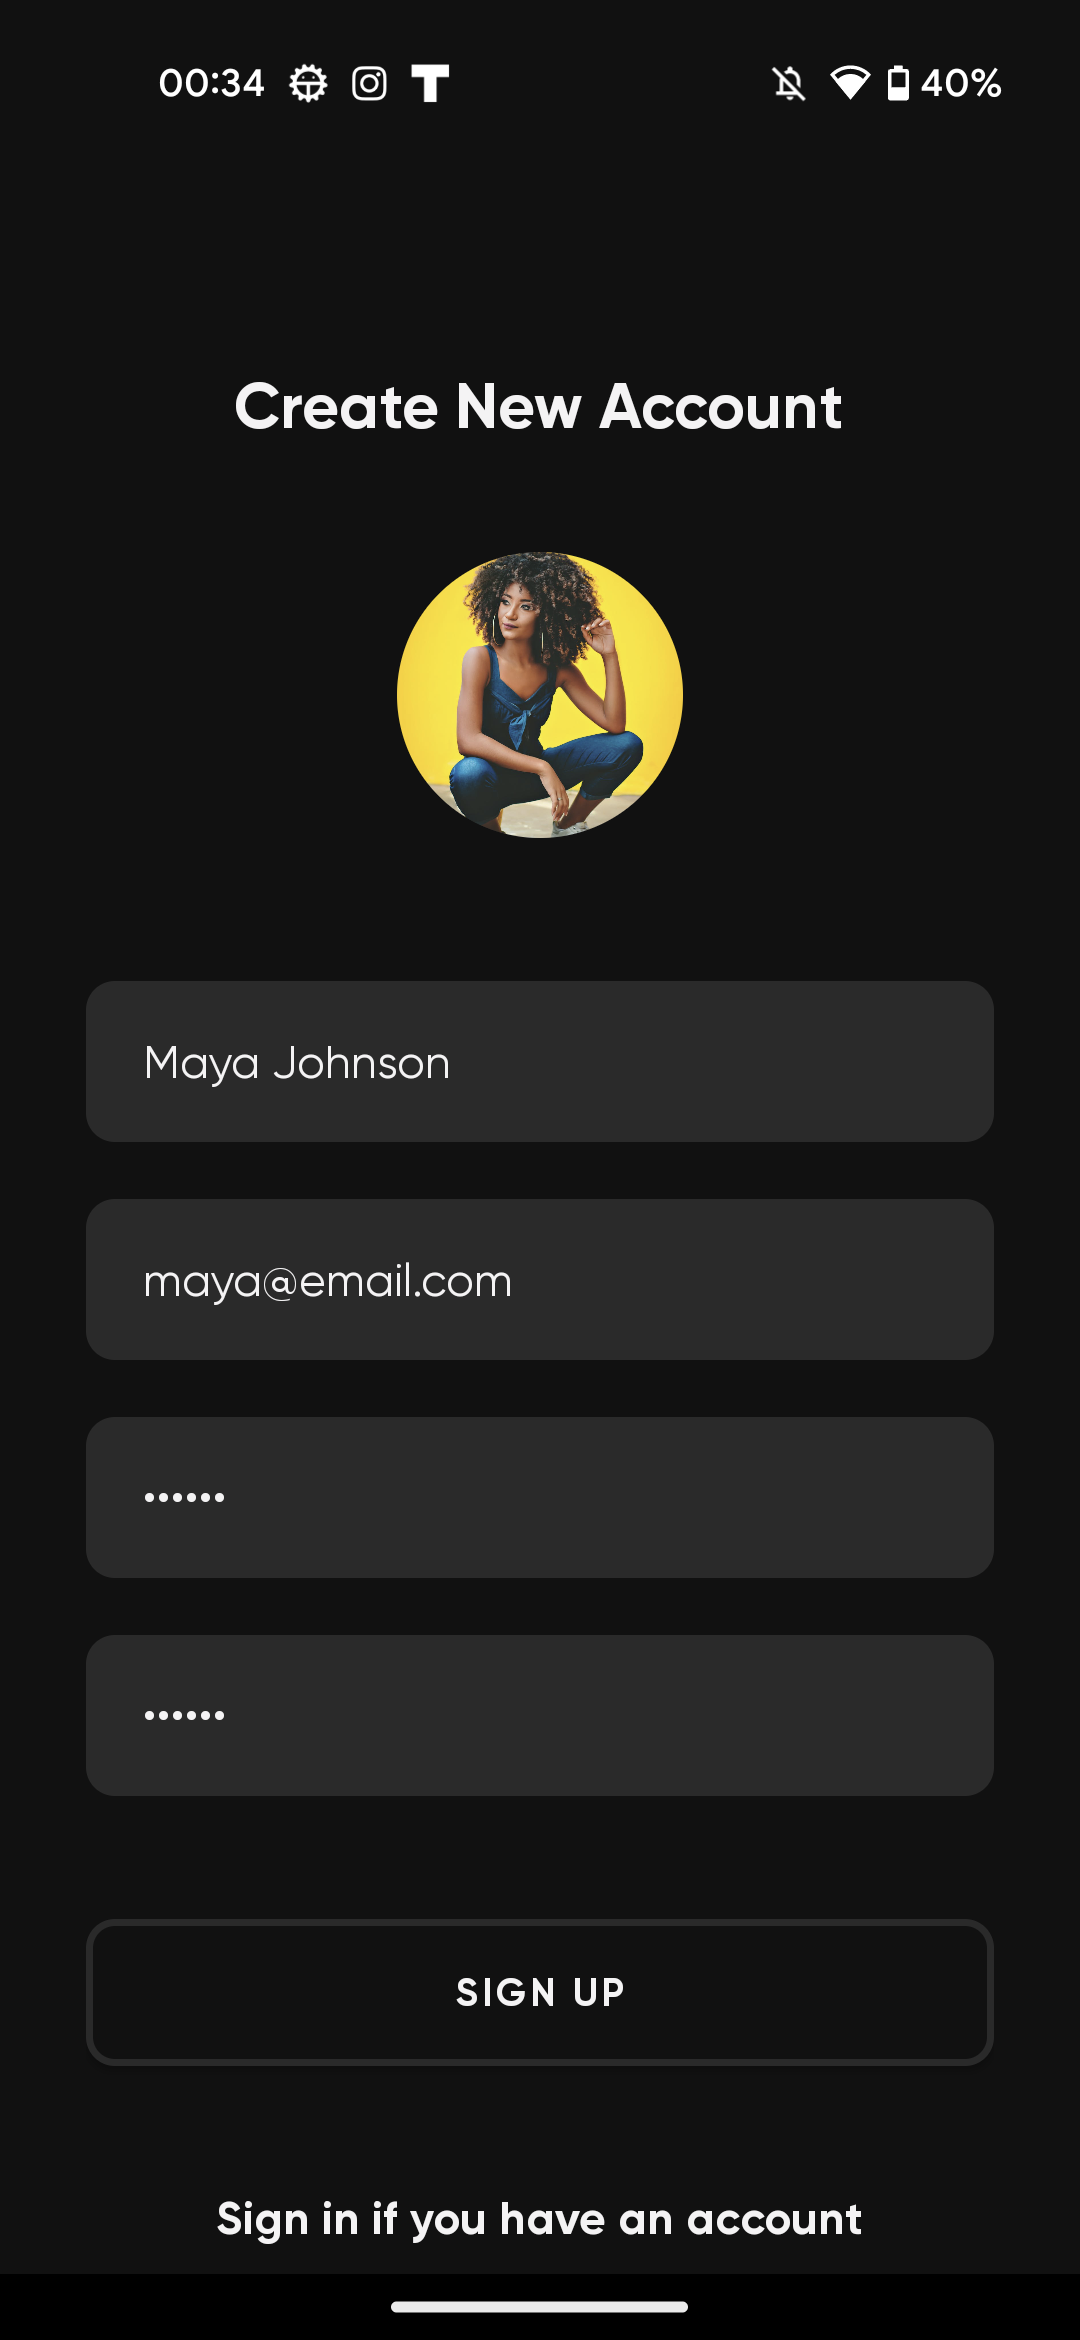 00:34
40%
Create New Account
Maya Johnson
maya@email.com
••••••
••••••
SIGN UP
Sign in if you have an account